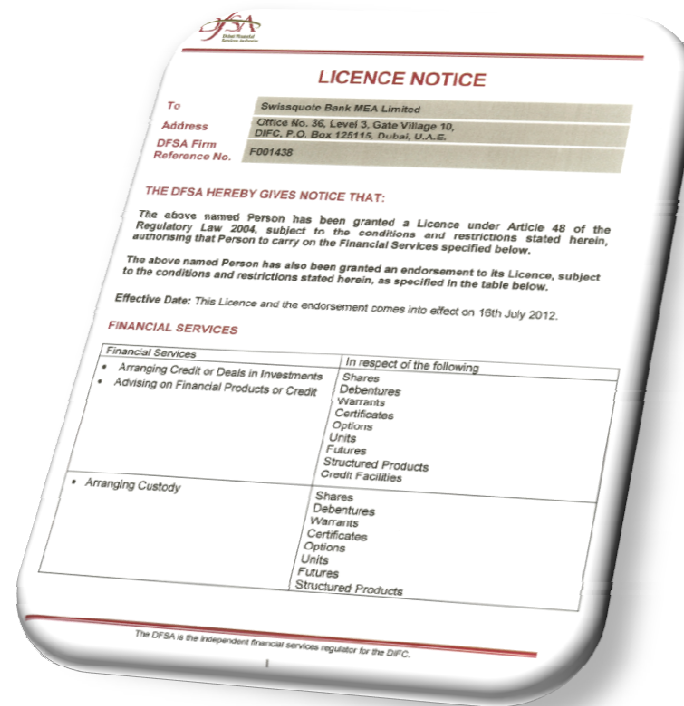 DFSA
Dubai Financial
Services Authority
LICENCE NOTICE
To Swissquote Bank MEA Limited
Address Office No. 36, Level 3, Gate Village 10,
DIFC, P.O. Box 125115, Dubai, U.A.E.
DFSA Firm
Reference No. F001438
THE DFSA HEREBY GIVES NOTICE THAT:
The above named Person has been granted a Licence under Article 48 of the
Regulatory Law 2004, subject to the conditions and restrictions stated herein,
authorising that Person to carry on the Financial Services specified below.
The above named Person has also been granted an endorsement to its Licence, subject
to the conditions and restrictions stated herein, as specified in the table below.
Effective Date: This Licence and the endorsement comes into effect on 16th July 2012.
FINANCIAL SERVICES
Financial Services In respect of the following
• Arranging Credit or Deals in Investments
• Advising on Financial Products or Credit
Shares
Debentures
Warrants
Certificates
Options
Units
Futures
Structured Products
Credit Facilities
• Arranging Custody
Shares
Debentures
Warrants
Certificates
Options
Units
Futures
Structured Products
The DFSA is the independent financial services regulator for the DIFC.
1